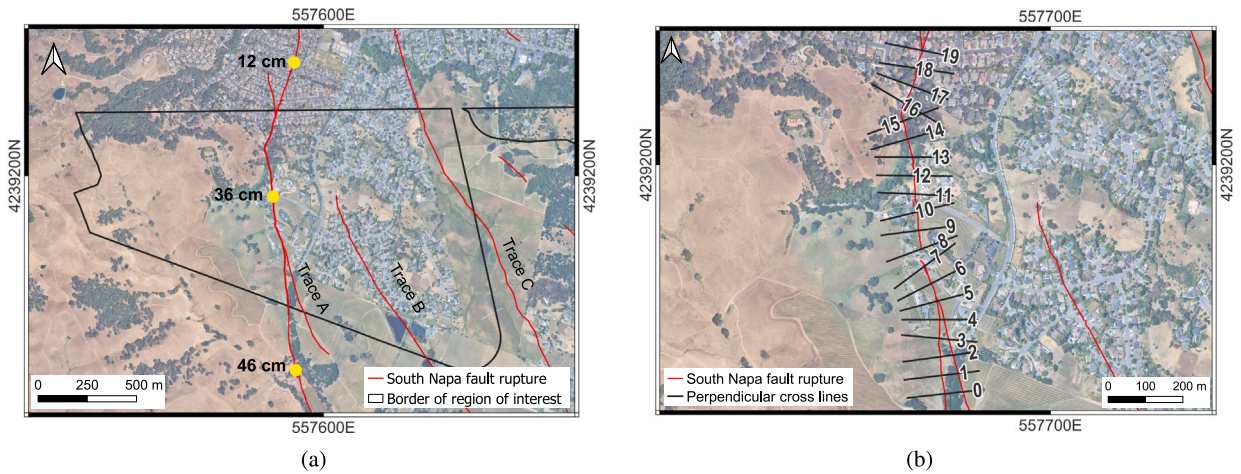 557600E
12 cm
4239200N
36 cm
Trace A
Trace B
Trace C
4239200N
46 cm
0 250 500 m
South Napa fault rupture
Border of region of interest
557600E
(a)
557700E
19
18
17
16
15
14
13
12
11
10
9
8
7
6
5
4
3
2
1
0
4239200N
4239200N
South Napa fault rupture
Perpendicular cross lines
0 100 200 m
557700E
(b)